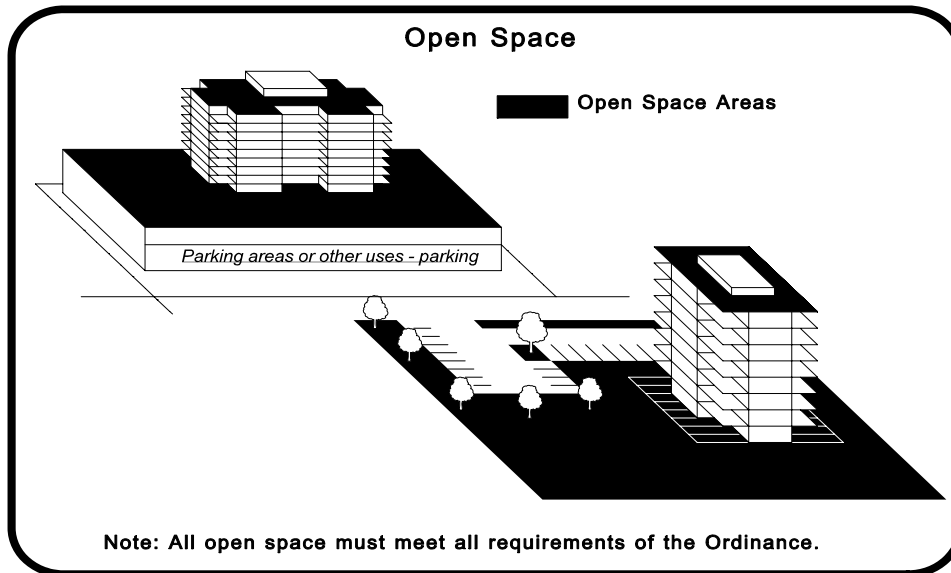 Open Space
Open Space Areas
Parking areas or other uses - parking
Note: All open space must meet all requirements of the Ordinance.